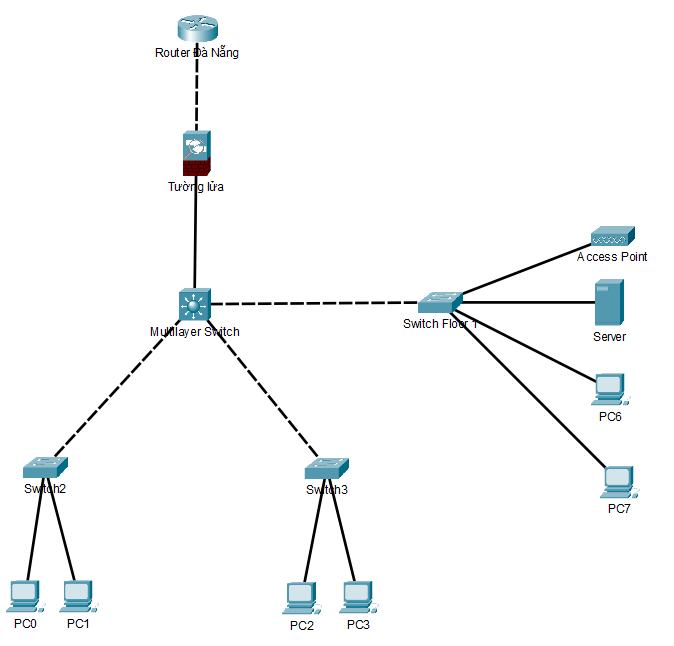 Router Đà Nẵng
Tường lửa
Access Point
Multilayer Switch
Switch Floor 1
Server
PC6
Switch2
Switch3
PC7
PC0
PC1
PC2
PC3